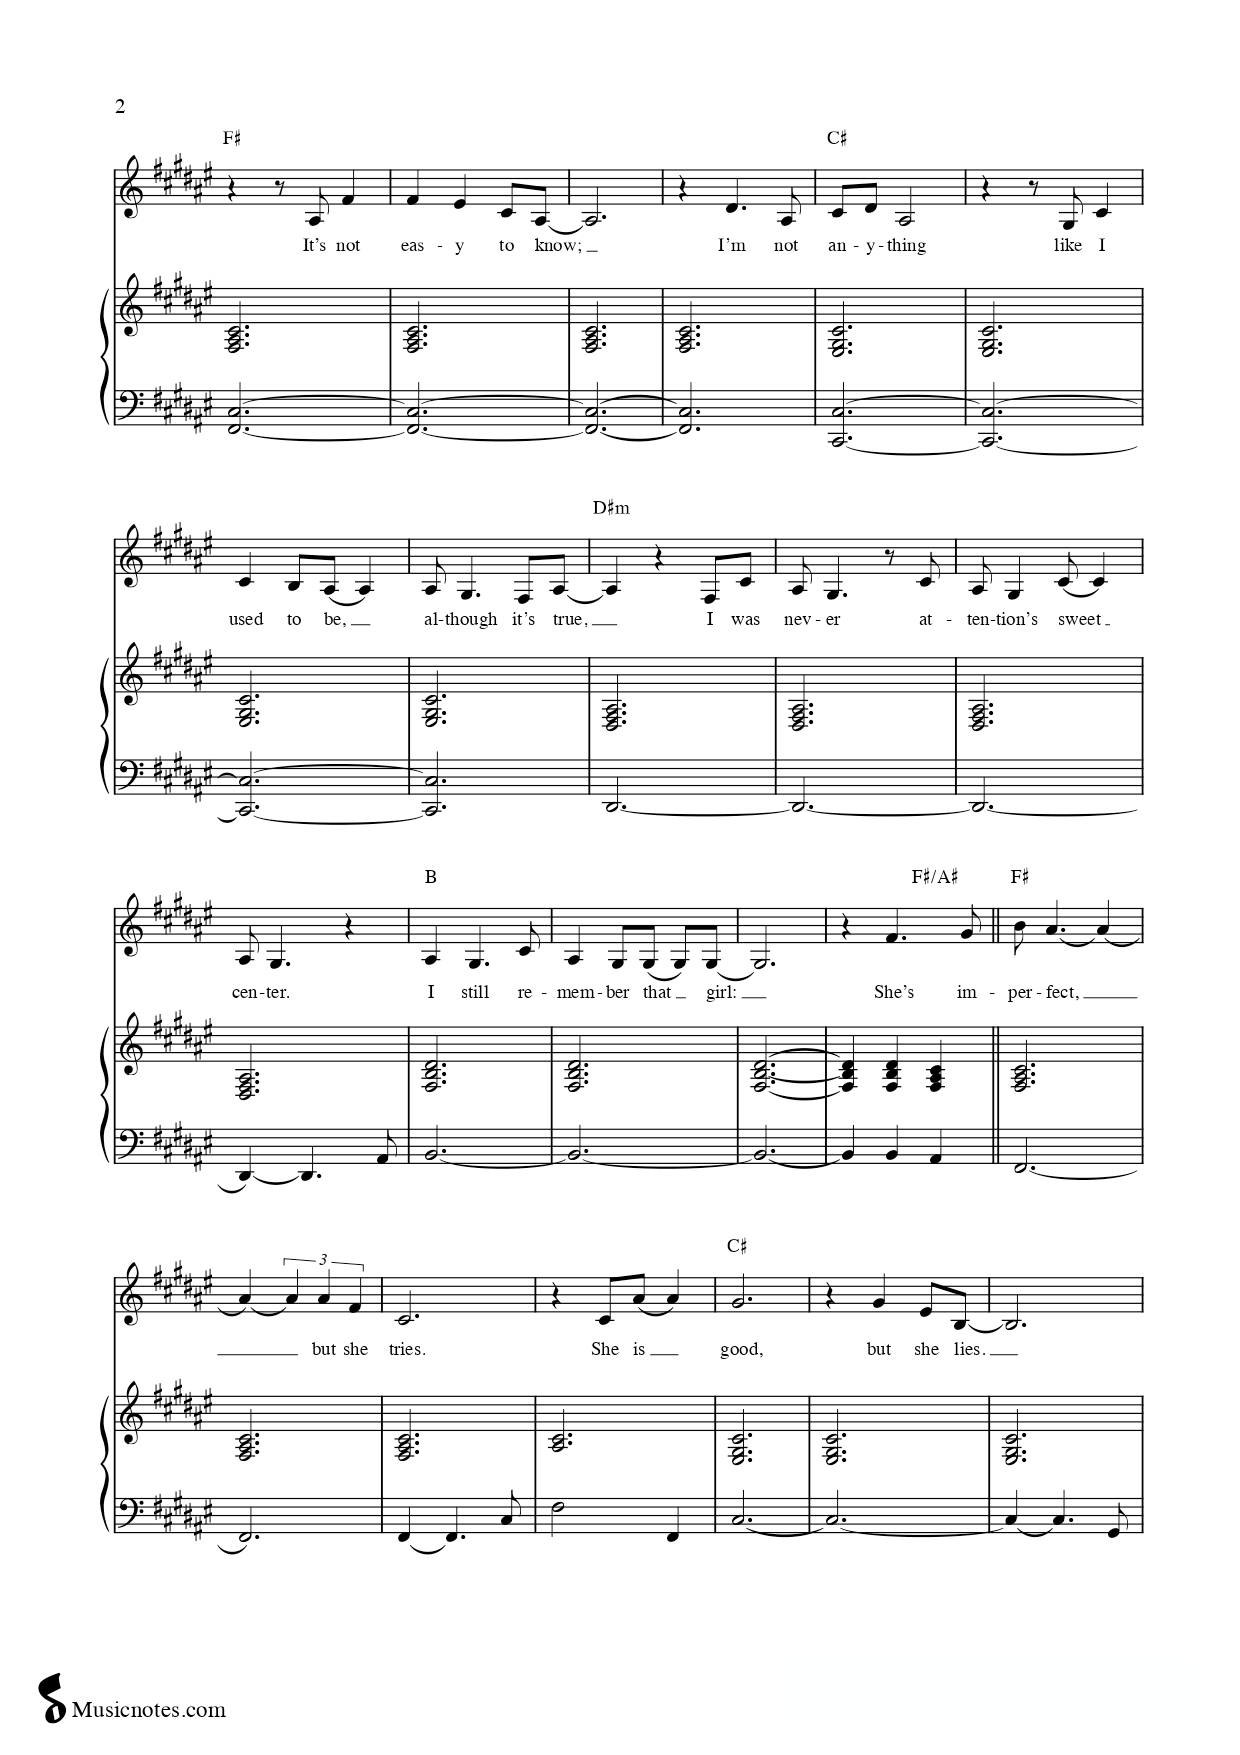 2
F♯ C♯
It's not eas - y to know; _ I'm not an - y - thing like I
D♯m
used to be, _ al-though it's true, _ I was nev - er at - ten-tion's sweet _
B F♯/A♯ F♯
cen-ter. I still re - mem - ber that _ girl: _ She's im - per - fect, _
3
C♯
_ but she tries. She is _ good, but she lies. _
Musicnotes.com